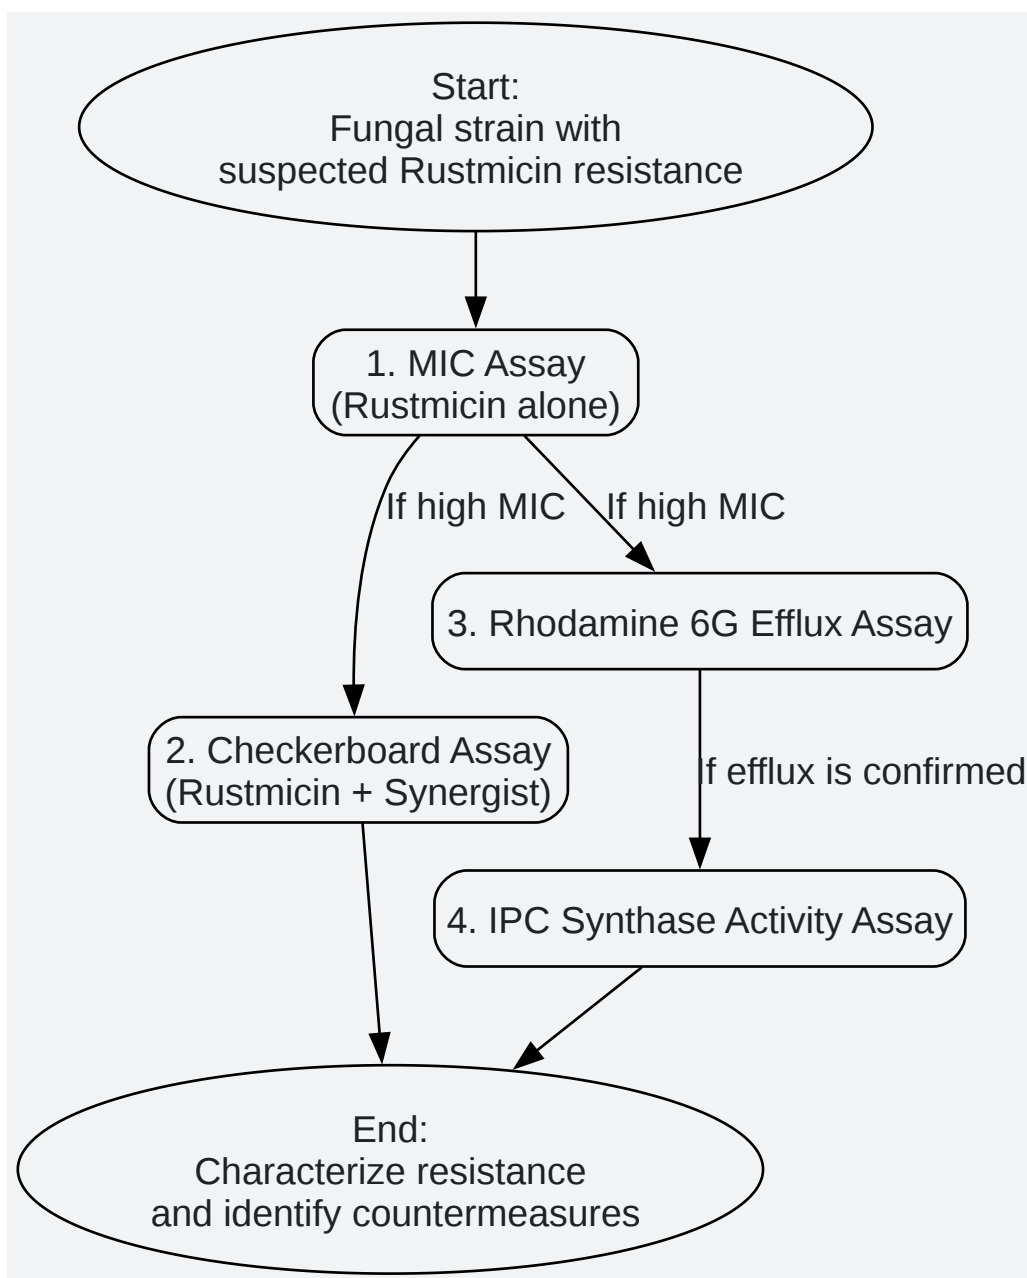 Start:
Fungal strain with
suspected Rustmicin resistance
1. MIC Assay
(Rustmicin alone)
If high MIC
If high MIC
3. Rhodamine 6G Efflux Assay
2. Checkerboard Assay
(Rustmicin + Synergist)
If efflux is confirmed
4. IPC Synthase Activity Assay
End:
Characterize resistance
and identify countermeasures